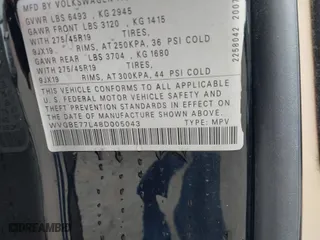 MFD. BY VOLKSWAGEN
GVWR LBS 6493 , KG 2945
GAWR FRONT LBS 3120 , KG 1415
WITH 275/45R19 TIRES,
9JX19 RIMS, AT 250KPA, 36 PSI COLD
GAWR REAR LBS 3704 , KG 1680
WITH 275/45R19 TIRES,
9JX19 RIMS, AT 300KPA, 44 PSI COLD
THIS VEHICLE CONFORMS TO ALL APPLICABLE
U.S. FEDERAL MOTOR VEHICLE SAFETY AND
THEFT PREVENTION STANDARDS IN EFFECT ON
THE DATE OF MANUFACTURE SHOWN ABOVE.
WVGBE77L48D005043 TYPE: MPV
2258042 2007